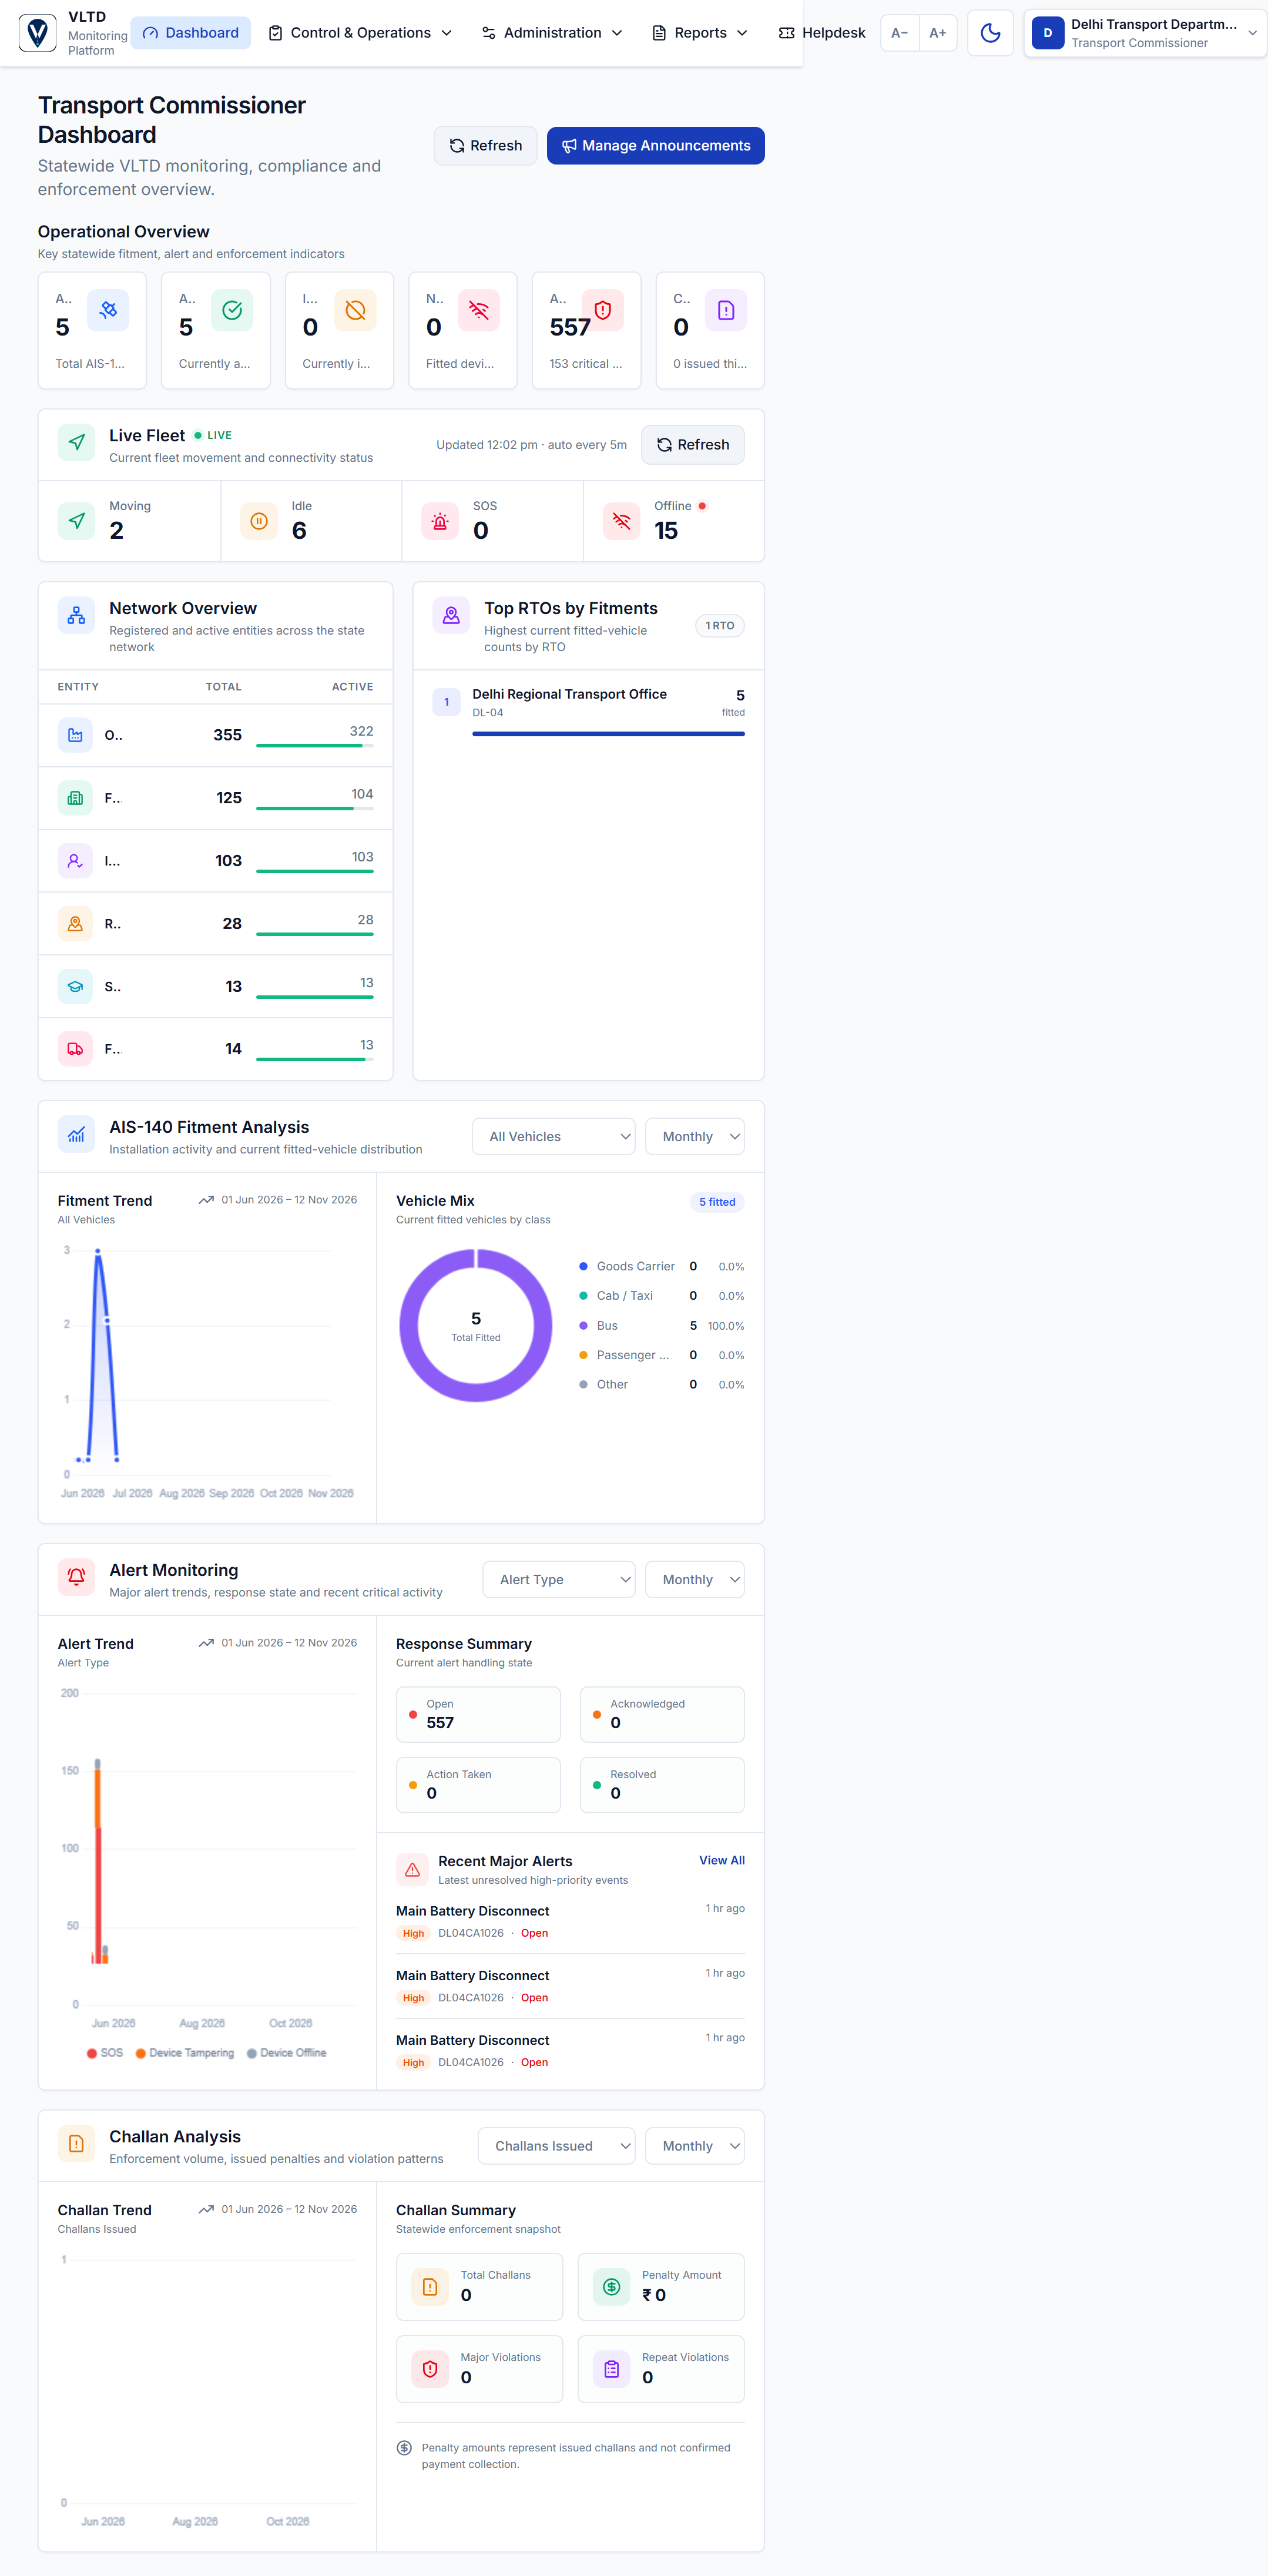 VLTD
Monitoring
Platform
Dashboard
Control & Operations
Administration
Reports
Helpdesk
A−
A+
D
Delhi Transport Departm...
Transport Commissioner
Transport Commissioner
Dashboard
Statewide VLTD monitoring, compliance and
enforcement overview.
Refresh
Manage Announcements
Operational Overview
Key statewide fitment, alert and enforcement indicators
A..
5
Total AIS-1...
A..
5
Currently a...
I...
0
Currently i...
N..
0
Fitted devi...
A..
557
153 critical ...
C..
0
0 issued thi...
Live Fleet
LIVE
Current fleet movement and connectivity status
Updated 12:02 pm · auto every 5m
Refresh
Moving
2
Idle
6
SOS
0
Offline
15
Network Overview
Registered and active entities across the state
network
ENTITY TOTAL ACTIVE
O.. 355 322
F... 125 104
I... 103 103
R.. 28 28
S.. 13 13
F... 14 13
Top RTOs by Fitments
Highest current fitted-vehicle
counts by RTO
1 RTO
1
Delhi Regional Transport Office
DL-04
5
fitted
AIS-140 Fitment Analysis
Installation activity and current fitted-vehicle distribution
All Vehicles
Monthly
Fitment Trend
All Vehicles
01 Jun 2026 – 12 Nov 2026
3
2
1
0
Jun 2026 Jul 2026 Aug 2026 Sep 2026 Oct 2026 Nov 2026
Vehicle Mix
Current fitted vehicles by class
5 fitted
5
Total Fitted
Goods Carrier 0 0.0%
Cab / Taxi 0 0.0%
Bus 5 100.0%
Passenger ... 0 0.0%
Other 0 0.0%
Alert Monitoring
Major alert trends, response state and recent critical activity
Alert Type
Monthly
Alert Trend
Alert Type
01 Jun 2026 – 12 Nov 2026
200
150
100
50
0
Jun 2026 Aug 2026 Oct 2026
SOS Device Tampering Device Offline
Response Summary
Current alert handling state
Open
557
Acknowledged
0
Action Taken
0
Resolved
0
Recent Major Alerts
Latest unresolved high-priority events
View All
Main Battery Disconnect
1 hr ago
High DL04CA1026 · Open
Main Battery Disconnect
1 hr ago
High DL04CA1026 · Open
Main Battery Disconnect
1 hr ago
High DL04CA1026 · Open
Challan Analysis
Enforcement volume, issued penalties and violation patterns
Challans Issued
Monthly
Challan Trend
Challans Issued
01 Jun 2026 – 12 Nov 2026
1
0
Jun 2026 Aug 2026 Oct 2026
Challan Summary
Statewide enforcement snapshot
Total Challans
0
Penalty Amount
₹ 0
Major Violations
0
Repeat Violations
0
Penalty amounts represent issued challans and not confirmed
payment collection.